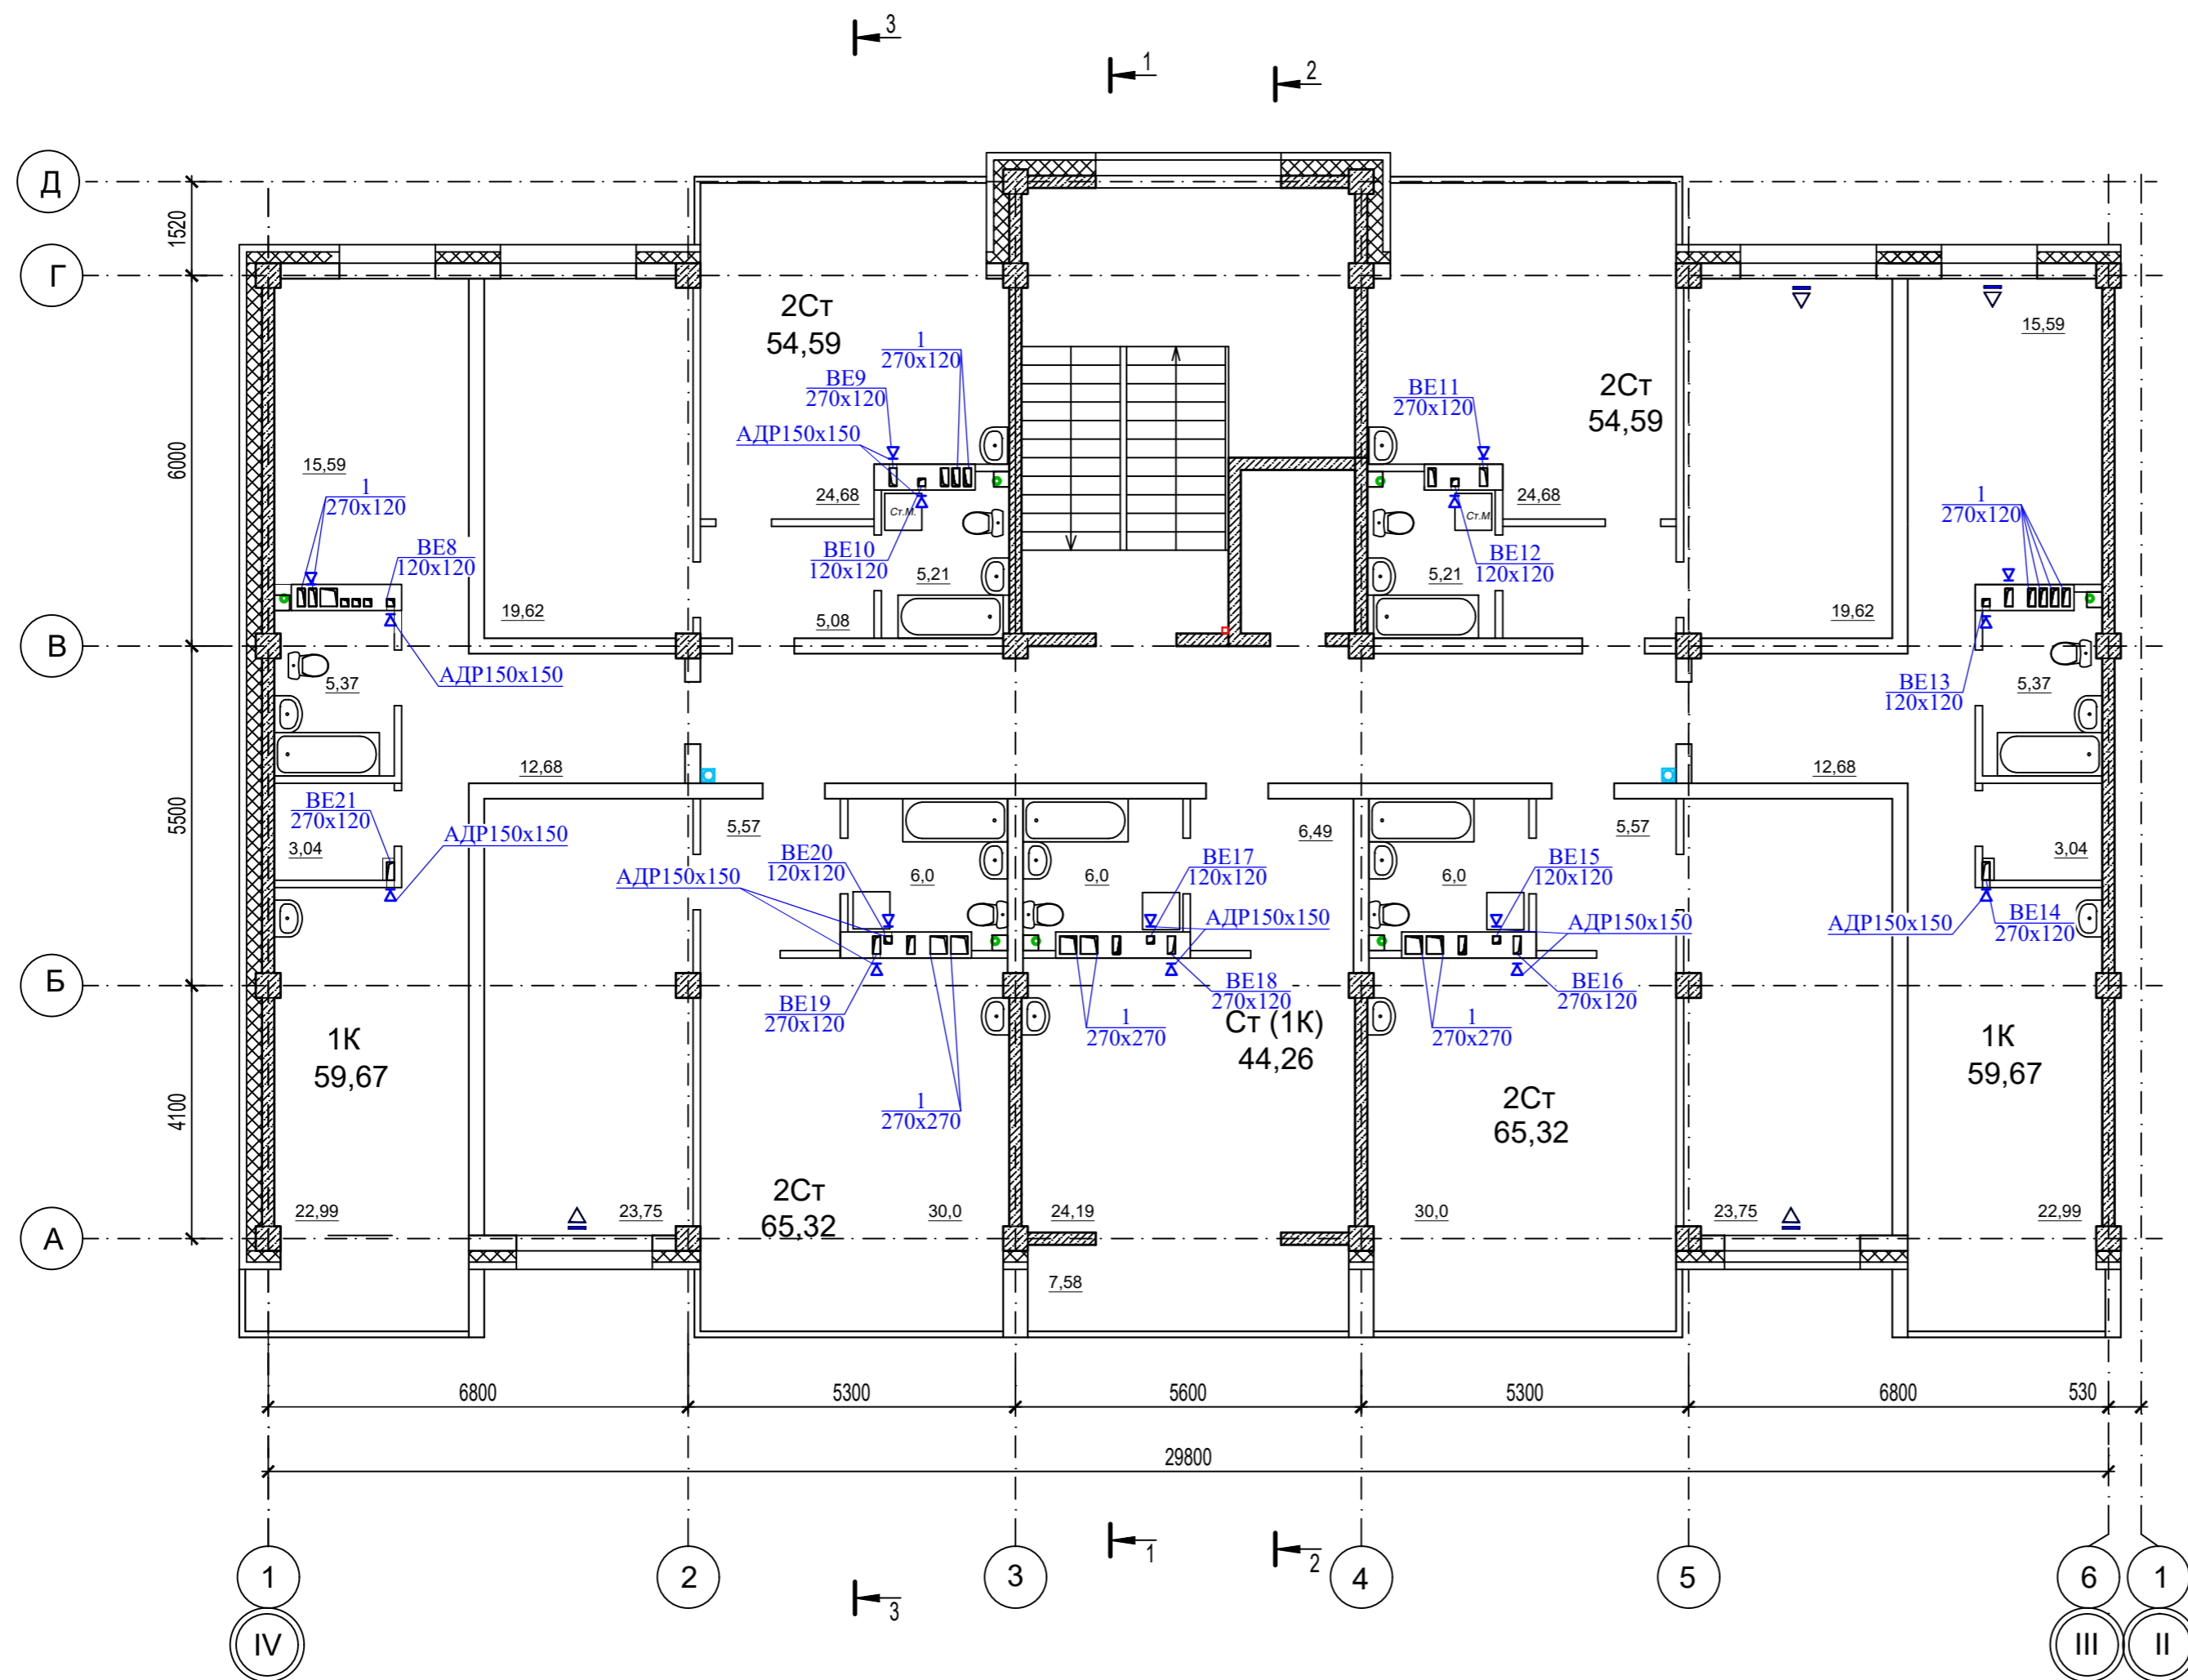 3
1
2
Д
1520
Г
2Ст
54,59
1
270х120
ВЕ9
270х120
АДР150х150
15,59
2Ст
54,59
ВЕ11
270х120
6000
15,59
1
270х120
24,68
Ст.М.
24,68
Ст.М
1
270х120
ВЕ8
120х120
ВЕ10
120х120
5,21
ВЕ12
120х120
5,21
19,62
5,08
19,62
В
АДР150х150
5,37
ВЕ13
120х120
5,37
12,68
12,68
5500
ВЕ21
270х120
АДР150х150
3,04
5,57
ВЕ20
120х120
АДР150х150
6,0
6,0
ВЕ17
120х120
6,49
АДР150х150
6,0
ВЕ15
120х120
5,57
АДР150х150
3,04
АДР150х150
ВЕ14
270х120
Б
ВЕ19
270х120
ВЕ18
270х120
ВЕ16
270х120
1
270х270
1
270х270
1К
59,67
Ст (1К)
44,26
1К
59,67
4100
1
270х270
2Ст
65,32
2Ст
65,32
А
22,99
23,75
30,0
24,19
30,0
23,75
22,99
7,58
6800
5300
5600
5300
6800
530
29800
1
2
3
1
2
3
4
5
6
1
IV
III
II